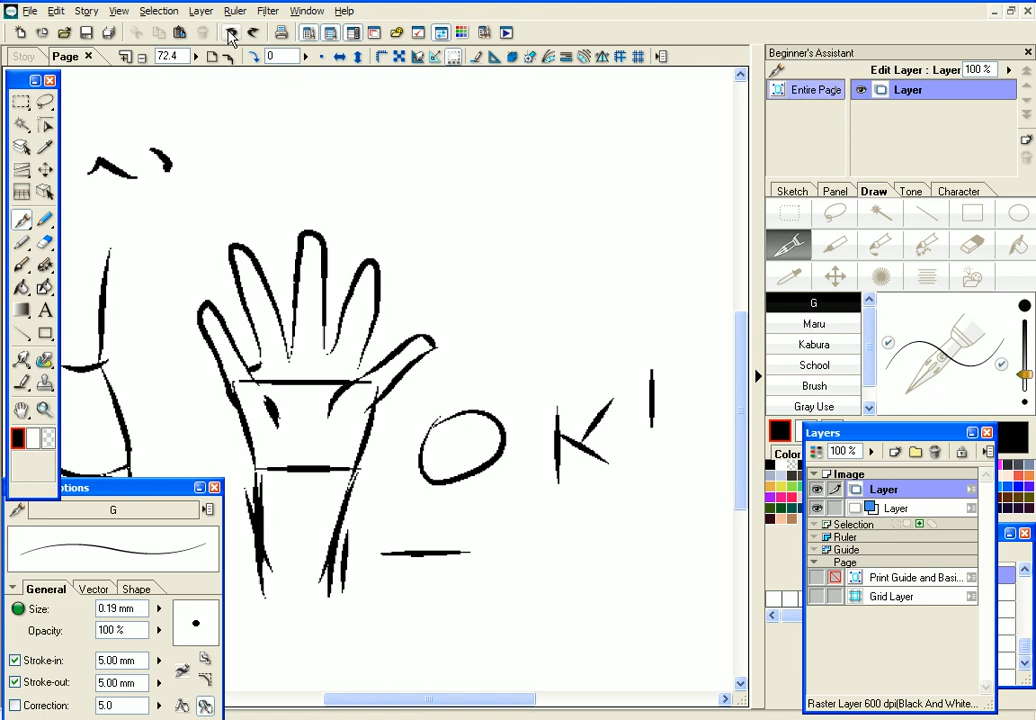 File Edit Story View Selection Layer Ruler Filter Window Help
72.4 0
Story Page
Beginner's Assistant
Edit Layer : Layer 100 %
Entire Page Layer
Sketch Panel Draw Tone Character
G
Maru
Kabura
School
Brush
Gray Use
OK'
ptions
G
General Vector Shape
Size: 0.19 mm
Opacity: 100 %
Stroke-in: 5.00 mm
Stroke-out: 5.00 mm
Correction: 5.0
Color
Layers
100 %
Image
Layer
Layer
Selection
Ruler
Guide
Page
Print Guide and Basi...
Grid Layer
Raster Layer 600 dpi(Black And White...